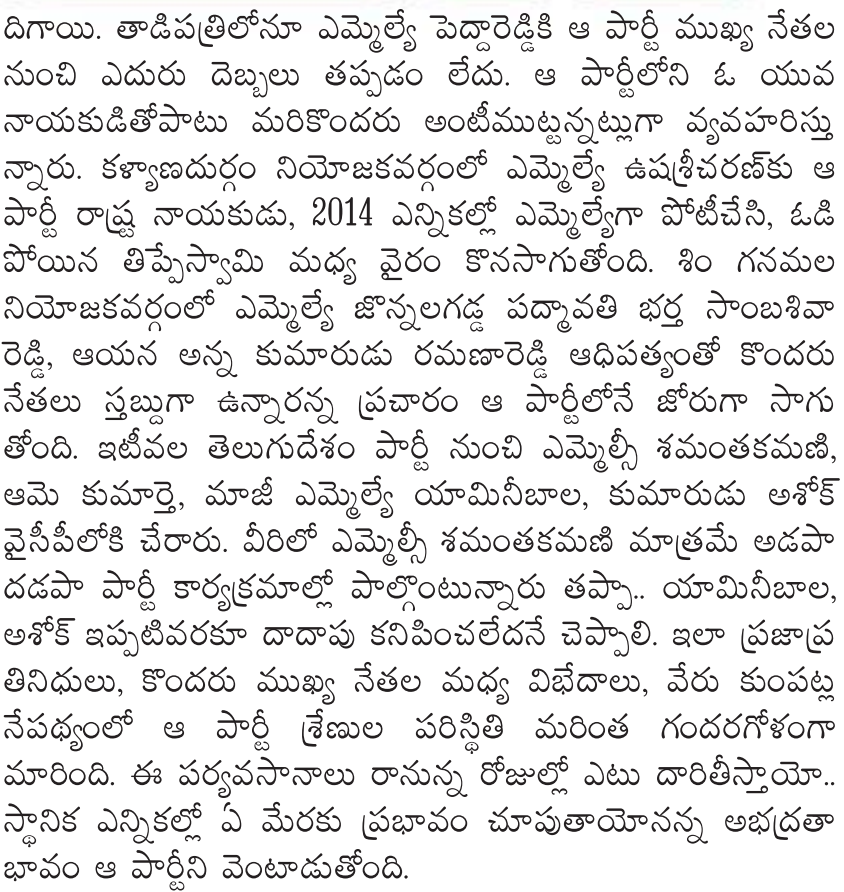 దిగాయి. తాడిపత్రిలోనూ ఎమ్మెల్యే పెద్దారెడ్డికి ఆ పార్టీ ముఖ్య నేతల
నుంచి ఎదురు దెబ్బలు తప్పడం లేదు. ఆ పార్టీలోని ఓ యువ
నాయకుడితోపాటు మరికొందరు అంటీముట్టన్నట్లుగా వ్యవహరిస్తు
న్నారు. కళ్యాణదుర్గం నియోజకవర్గంలో ఎమ్మెల్యే ఉషశ్రీచరణ్‌కు ఆ
పార్టీ రాష్ట్ర నాయకుడు, 2014 ఎన్నికల్లో ఎమ్మెల్యేగా పోటీచేసి, ఓడి
పోయిన తిప్పేస్వామి మధ్య వైరం కొనసాగుతోంది. శిం గనమల
నియోజకవర్గంలో ఎమ్మెల్యే జొన్నలగడ్డ పద్మావతి భర్త సాంబశివా
రెడ్డి, ఆయన అన్న కుమారుడు రమణారెడ్డి ఆధిపత్యంతో కొందరు
నేతలు స్తబ్దుగా ఉన్నారన్న ప్రచారం ఆ పార్టీలోనే జోరుగా సాగు
తోంది. ఇటీవల తెలుగుదేశం పార్టీ నుంచి ఎమ్మెల్సీ శమంతకమణి,
ఆమె కుమార్తె, మాజీ ఎమ్మెల్యే యామినీబాల, కుమారుడు అశోక్
వైసీపీలోకి చేరారు. వీరిలో ఎమ్మెల్సీ శమంతకమణి మాత్రమే అడపా
దడపా పార్టీ కార్యక్రమాల్లో పాల్గొంటున్నారు తప్పా.. యామినీబాల,
అశోక్ ఇప్పటివరకూ దాదాపు కనిపించలేదనే చెప్పాలి. ఇలా ప్రజాప్ర
తినిధులు, కొందరు ముఖ్య నేతల మధ్య విభేదాలు, వేరు కుంపట్ల
నేపథ్యంలో ఆ పార్టీ శ్రేణుల పరిస్థితి మరింత గందరగోళంగా
మారింది. ఈ పర్యవసానాలు రానున్న రోజుల్లో ఎటు దారితీస్తాయో..
స్థానిక ఎన్నికల్లో ఏ మేరకు ప్రభావం చూపుతాయోనన్న అభద్రతా
భావం ఆ పార్టీని వెంటాడుతోంది.